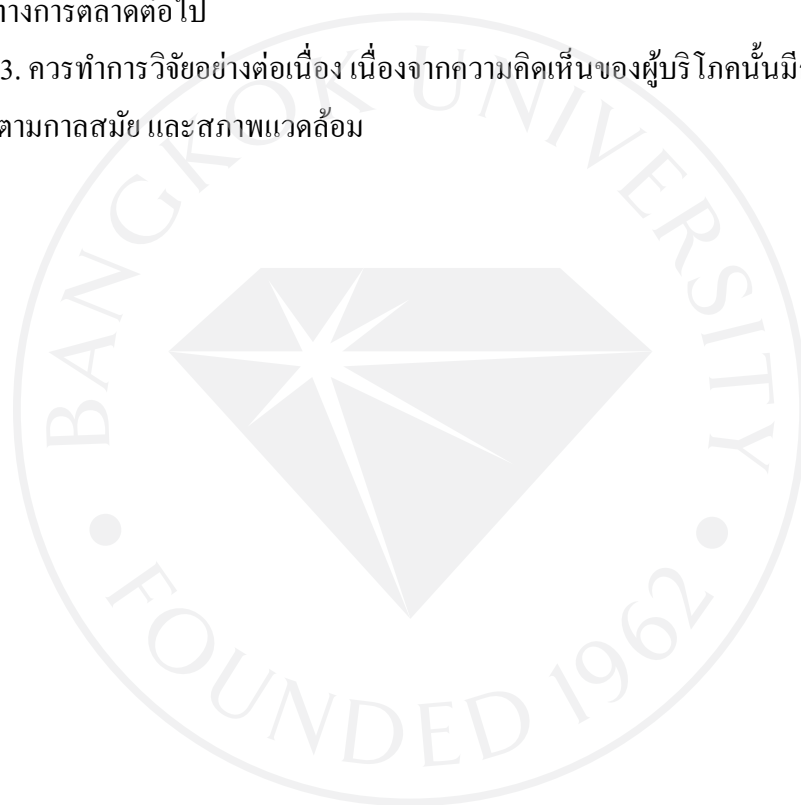 ทางการตลาดต่อไป
3. ควรทำการวิจัยอย่างต่อเนื่อง เนื่องจากความคิดเห็นของผู้บริโภคนั้นมี
ตามกาลสมัย และสภาพแวดล้อม
BANGKOK UNIVERSITY
FOUNDED 1962